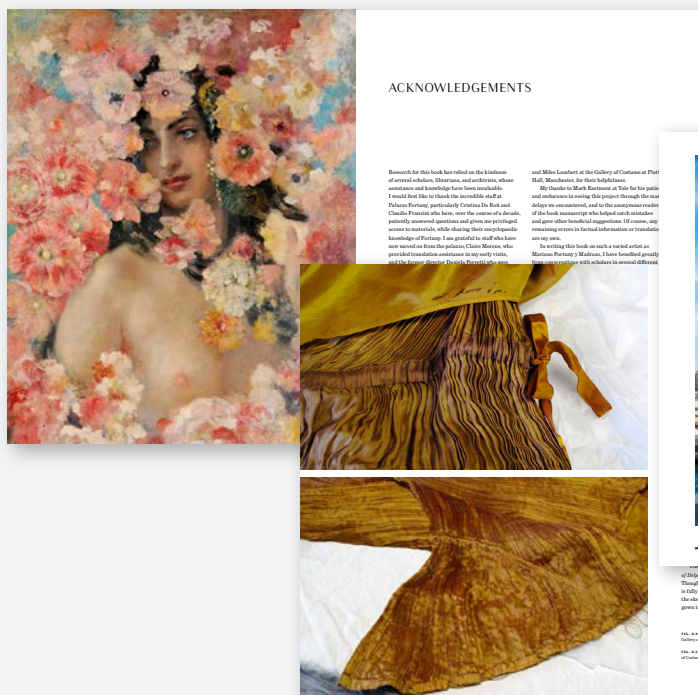 ACKNOWLEDGEMENTS
Research for this book has relied on the kindness
of several scholars, librarians, and archivists, whose
assistance and knowledge have been invaluable.
I would first like to thank the incredible staff at
Palazzo Fortuny, particularly Cristina Da Roit and
Claudio Franzini who have, over the course of a decade,
patiently answered questions and given me privileged
access to materials, while sharing their encyclopaedic
knowledge of Fortuny. I am grateful to staff who have
now moved on from the palazzo, Claire Moreno, who
provided translation assistance in my early visits,
and the former director Daniela Ferretti who gave
and Miles Lambert at the Gallery of Costume at Platt
Hall, Manchester, for their helpfulness.
My thanks to Mark Eastment at Yale for his
and endurance in seeing this project through the
delays we encountered, and to the anonymous reader
of the book manuscript who helped catch mistakes
and gave other beneficial suggestions. Of course, any
remaining errors in factual information or
are my own.
In writing this book on such a varied artist as
Mariano Fortuny y Madrazo, I have benefited greatly
from conversations with scholars in several different
of
is fully
the
gown